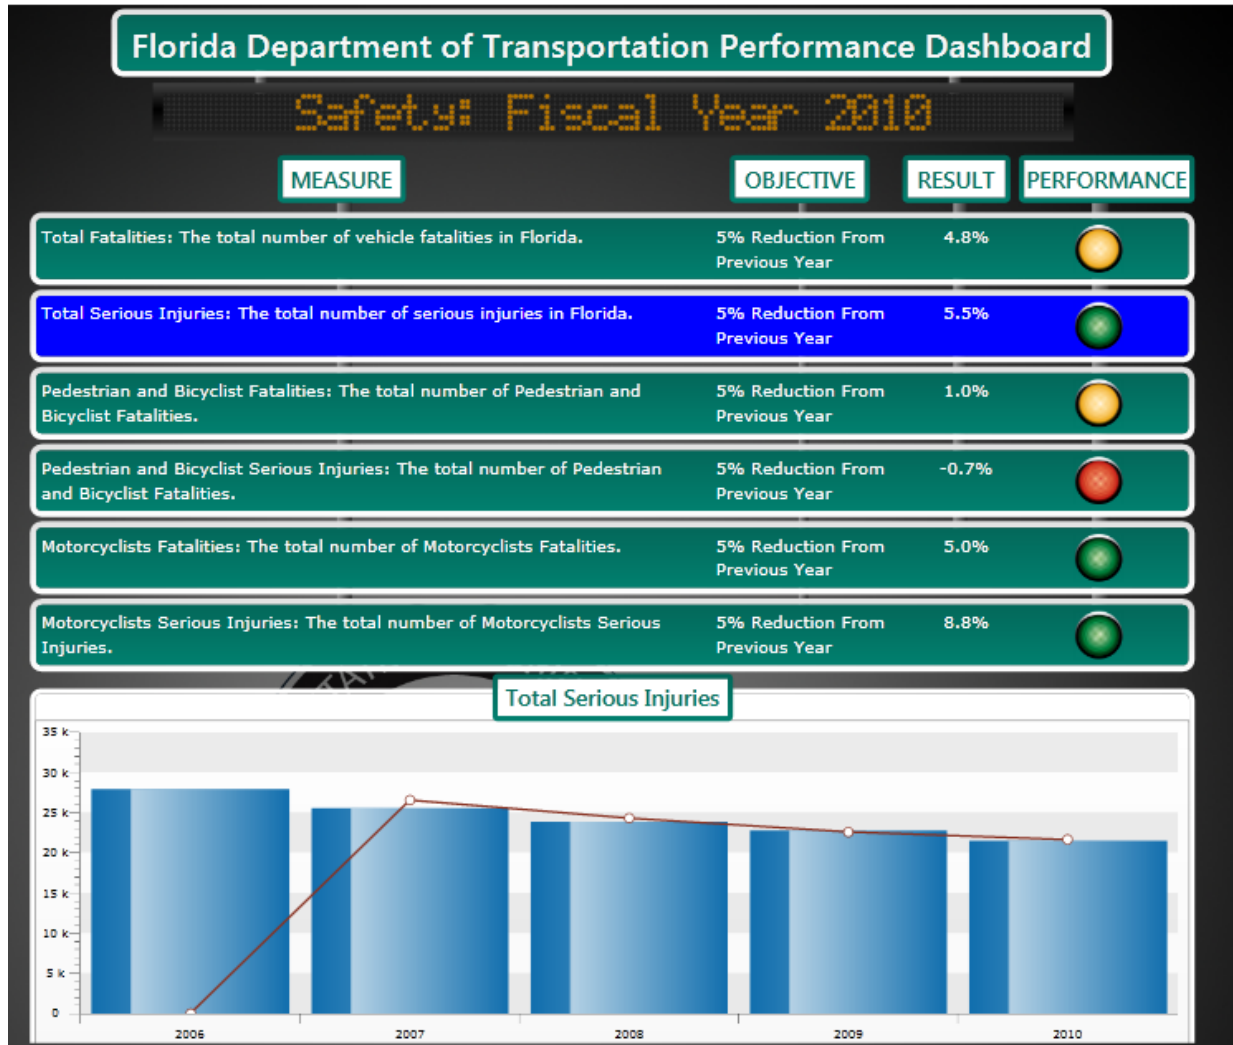 Florida Department of Transportation Performance Dashboard
Safety: Fiscal Year 2010
MEASURE OBJECTIVE RESULT PERFORMANCE
Total Fatalities: The total number of vehicle fatalities in Florida. 5% Reduction From 4.8%
Previous Year
Total Serious Injuries: The total number of serious injuries in Florida. 5% Reduction From 5.5%
Previous Year
Pedestrian and Bicyclist Fatalities: The total number of Pedestrian and 5% Reduction From 1.0%
Bicyclist Fatalities. Previous Year
Pedestrian and Bicyclist Serious Injuries: The total number of Pedestrian 5% Reduction From -0.7%
and Bicyclist Fatalities. Previous Year
Motorcyclists Fatalities: The total number of Motorcyclists Fatalities. 5% Reduction From 5.0%
Previous Year
Motorcyclists Serious Injuries: The total number of Motorcyclists Serious 5% Reduction From 8.8%
Injuries. Previous Year
Total Serious Injuries
35 k
30 k
25 k
20 k
15 k
10 k
5 k
0
2006 2007 2008 2009 2010